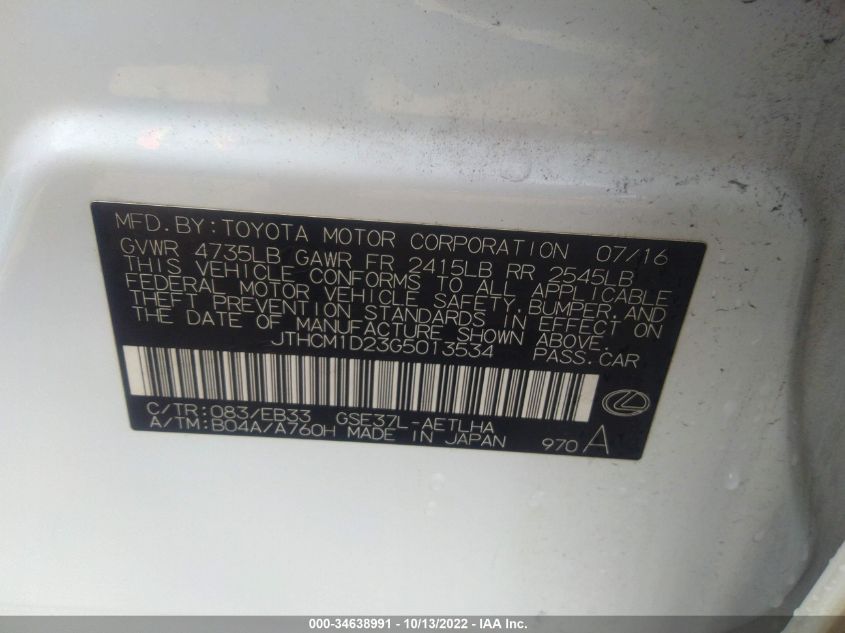 MFD. BY: TOYOTA MOTOR CORPORATION 07/16
GVWR 4735LB GAWR FR 2415LB RR 2545LB
THIS VEHICLE CONFORMS TO ALL APPLICABLE
FEDERAL MOTOR VEHICLE SAFETY, BUMPER, AND
THEFT PREVENTION STANDARDS IN EFFECT ON
THE DATE OF MANUFACTURE SHOWN ABOVE.
JTHCM1D23G5013534 PASS. CAR
C/TR: 083/EB33 GSE37L-AETLHA
A/TM: B04A/A760H MADE IN JAPAN 970 A
000-34638991 - 10/13/2022 - IAA Inc.